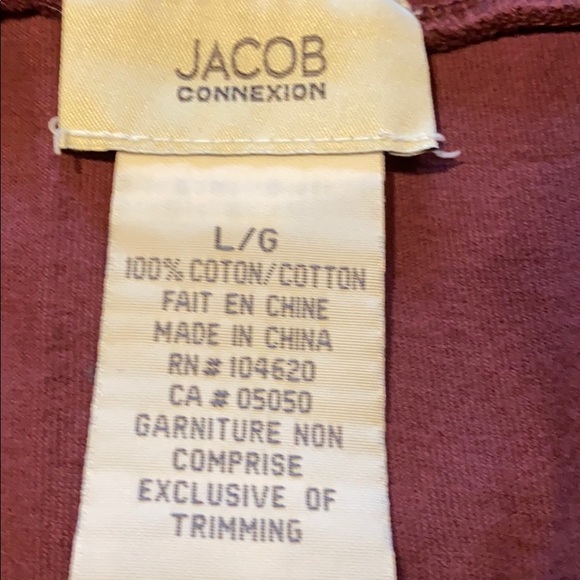 JACOB
CONNEXION
L/G
100% COTON/COTTON
FAIT EN CHINE
MADE IN CHINA
RN# 104620
CA # 05050
GARNITURE NON
COMPRISE
EXCLUSIVE OF
TRIMMING